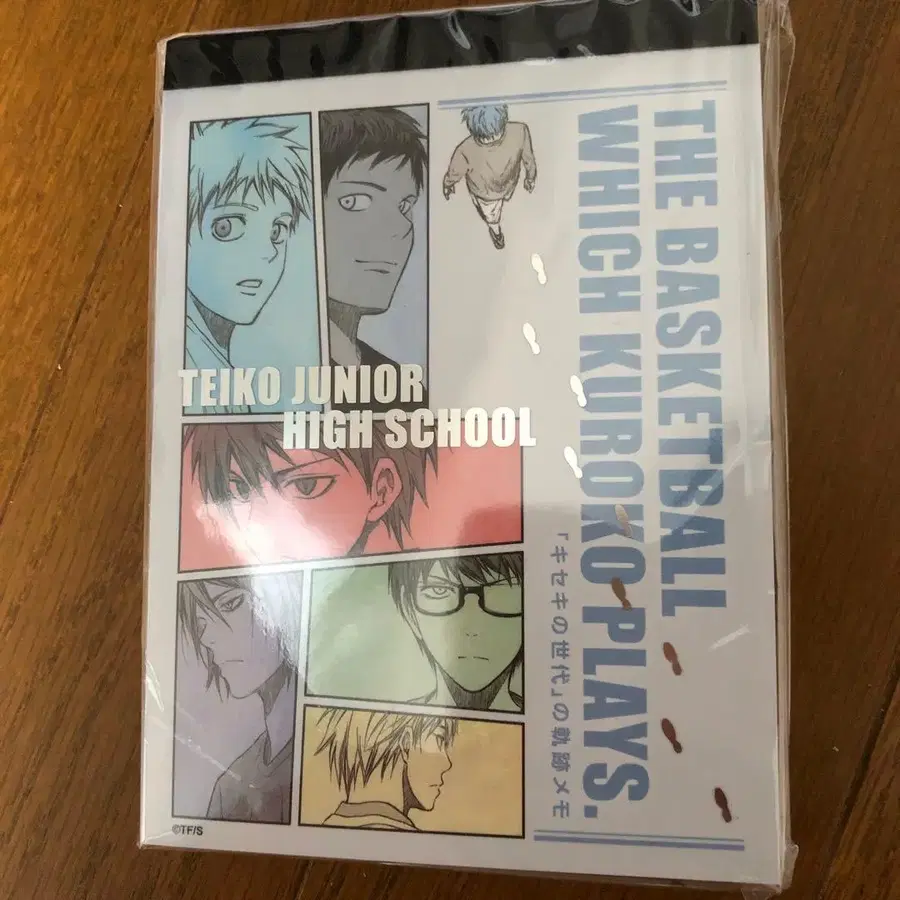 THE BASKETBALL
WHICH KUROKO PLAYS.
「キセキの世代」の軌跡メモ
TEIKO JUNIOR
HIGH SCHOOL
©TF/S